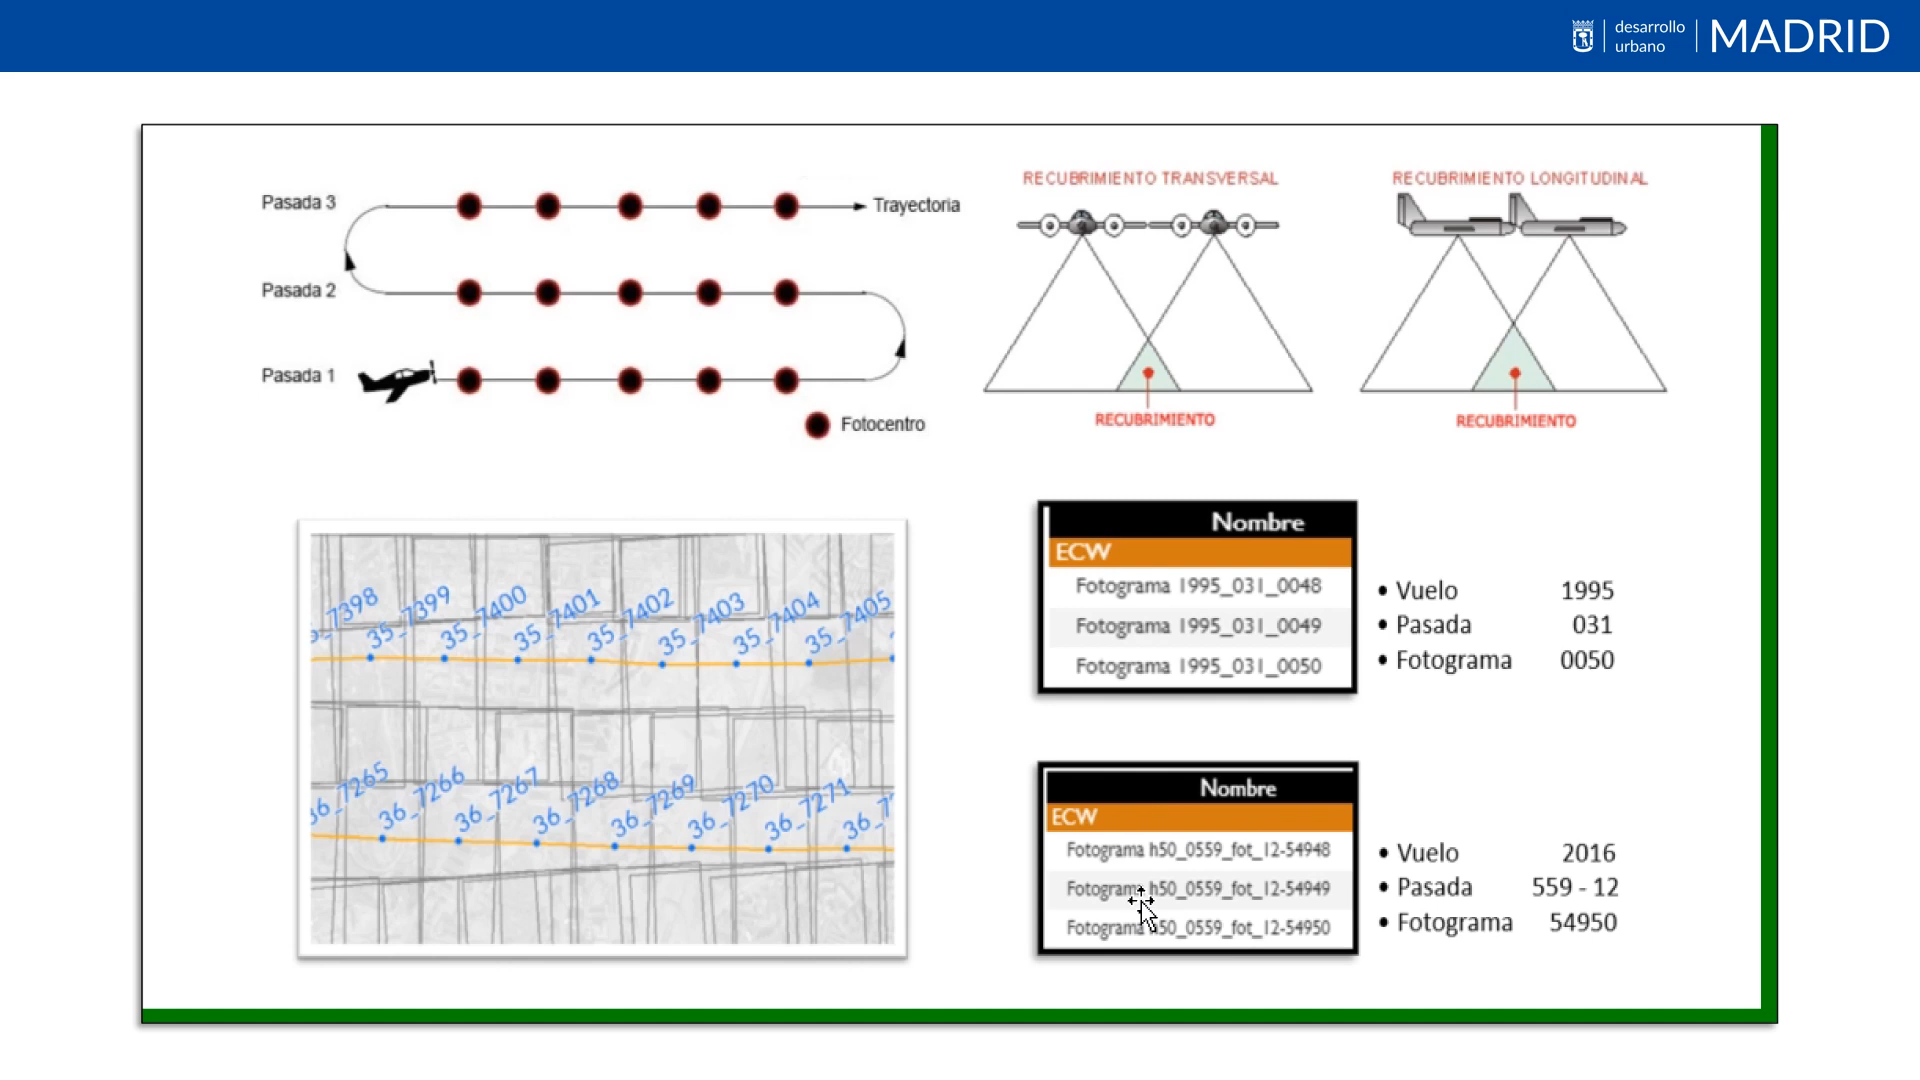 desarrollo
urbano
MADRID
Pasada 3
Trayectoria
Pasada 2
Pasada 1
Fotocentro
RECUBRIMIENTO TRANSVERSAL
RECUBRIMIENTO
RECUBRIMIENTO LONGITUDINAL
RECUBRIMIENTO
7398
35_7399
35_7400
35_7401
35_7402
35_7403
35_7404
35_7405
36_7265
36_7266
36_7267
36_7268
36_7269
36_7270
36_7271
36_7
Nombre
ECW
Fotograma 1995_031_0048
Fotograma 1995_031_0049
Fotograma 1995_031_0050
• Vuelo 1995
• Pasada 031
• Fotograma 0050
Nombre
ECW
Fotograma h50_0559_fot_12-54948
Fotograma h50_0559_fot_12-54949
Fotograma h50_0559_fot_12-54950
• Vuelo 2016
• Pasada 559 - 12
• Fotograma 54950